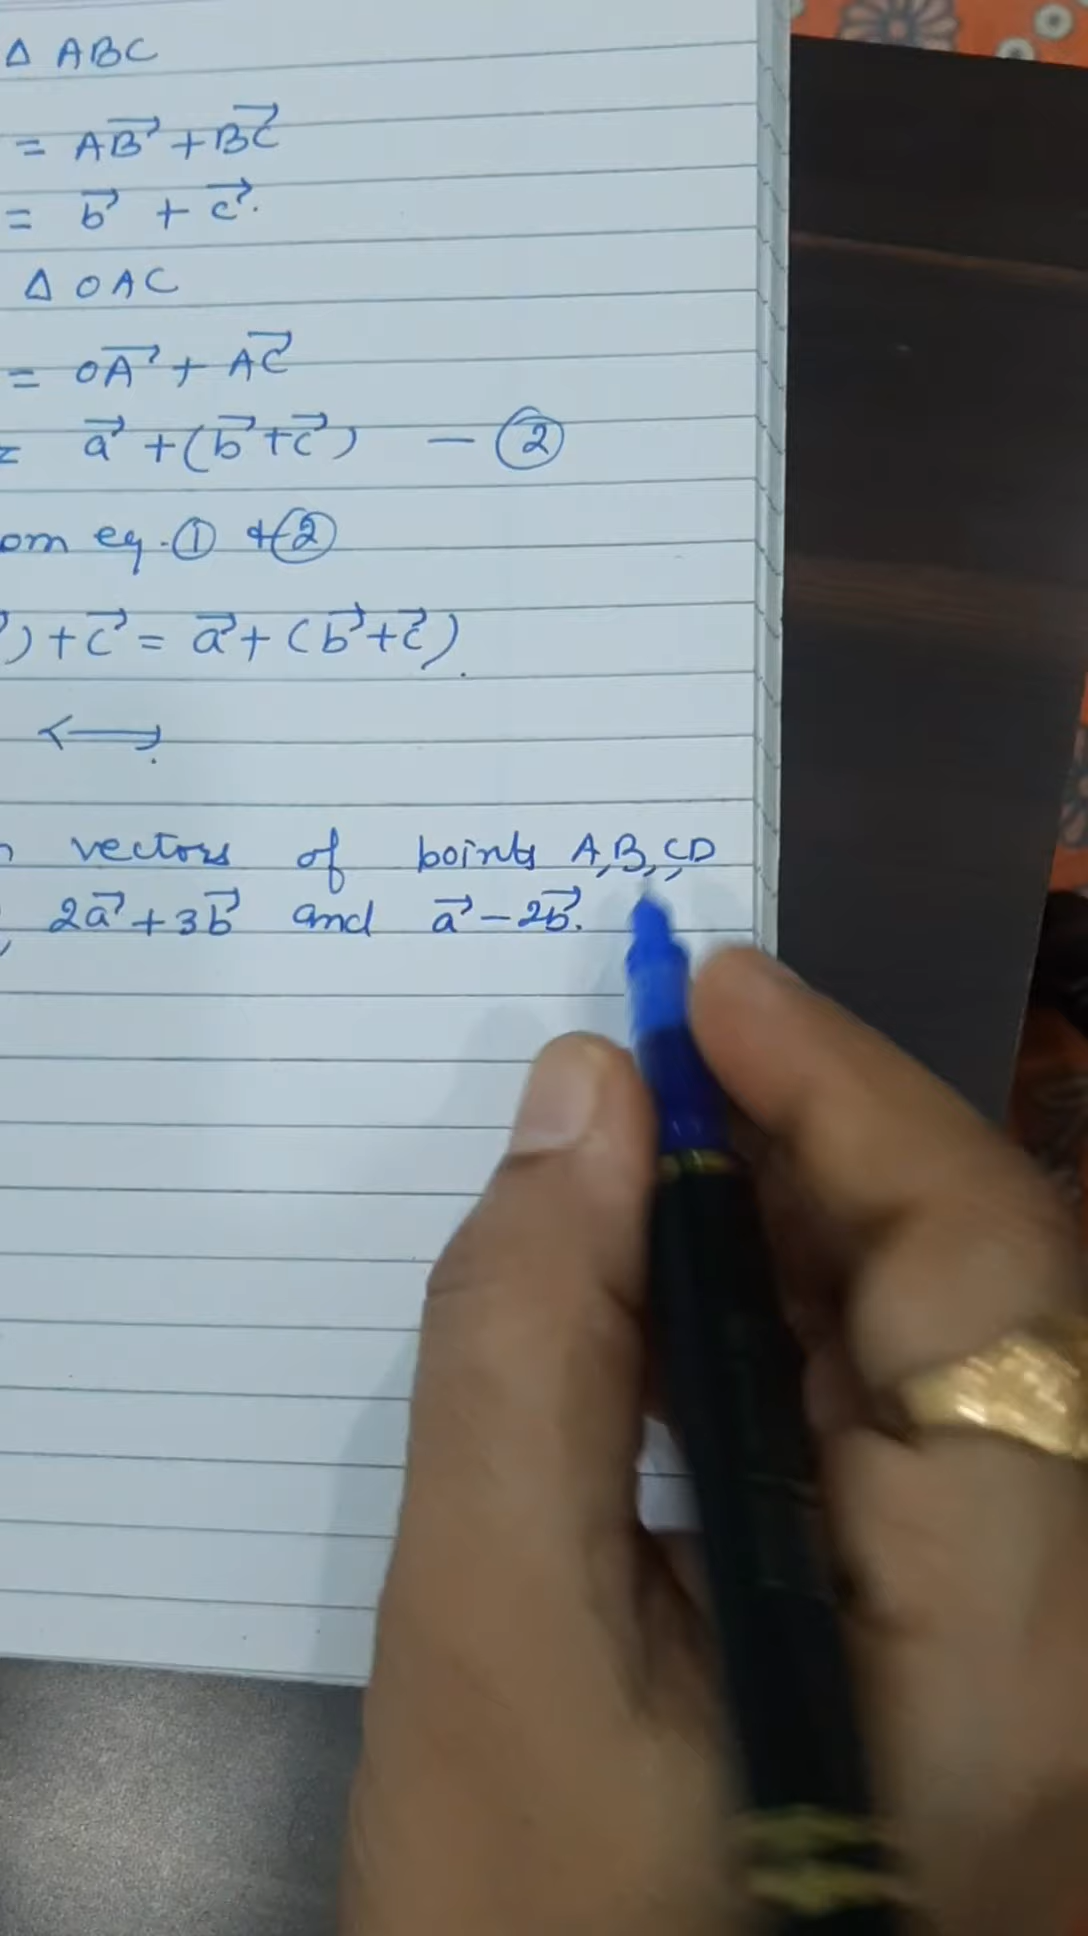 Δ ABC
= AB⃗ + BC⃗
= b⃗ + c⃗.
Δ OAC
= OA⃗ + AC⃗
= a⃗ + (b⃗ + c⃗) — ②
om eq. ① & ②
) + c⃗ = a⃗ + (b⃗ + c⃗).
n vectors of points A, B, C, D
, 2a⃗ + 3b⃗ and a⃗ - 2b⃗.